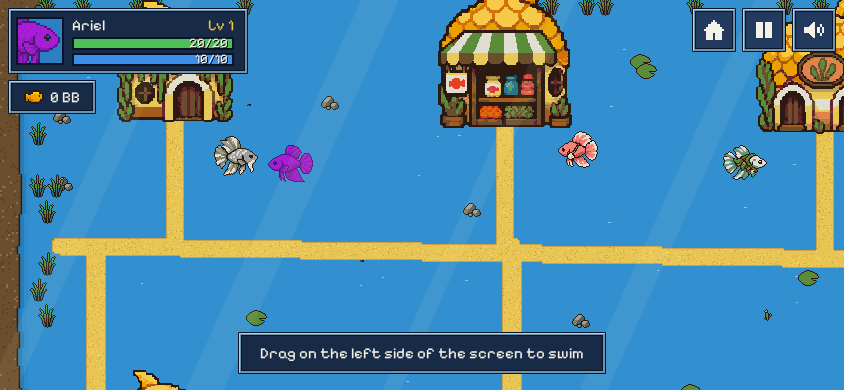 Ariel Lv 1
20/20
10/10
0 BB
Drag on the left side of the screen to swim